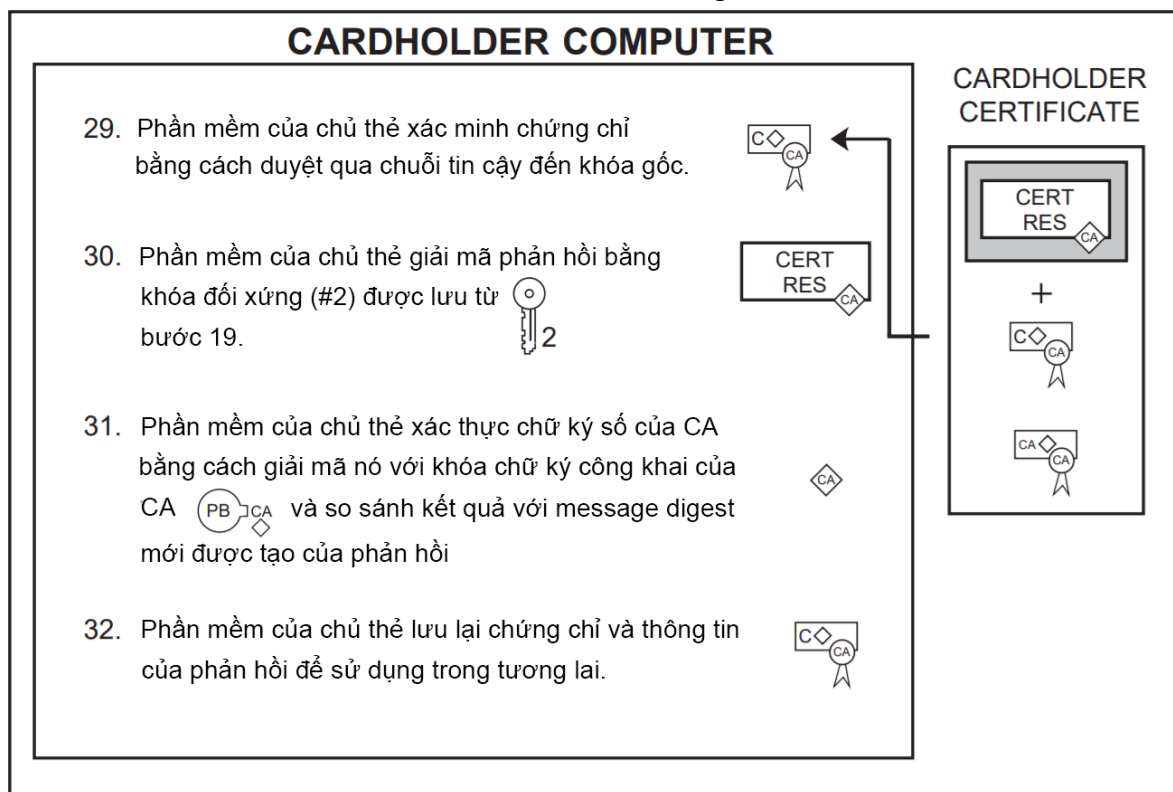 CARDHOLDER COMPUTER
29. Phần mềm của chủ thẻ xác minh chứng chỉ
bằng cách duyệt qua chuỗi tin cậy đến khóa gốc.
C
CA
30. Phần mềm của chủ thẻ giải mã phản hồi bằng
khóa đối xứng (#2) được lưu từ
bước 19.
2
CERT
RES
CA
31. Phần mềm của chủ thẻ xác thực chữ ký số của CA
bằng cách giải mã nó với khóa chữ ký công khai của
CA PB CA và so sánh kết quả với message digest
mới được tạo của phản hồi
CA
32. Phần mềm của chủ thẻ lưu lại chứng chỉ và thông tin
của phản hồi để sử dụng trong tương lai.
C
CA
CARDHOLDER
CERTIFICATE
CERT
RES
CA
+
C
CA
CA
CA